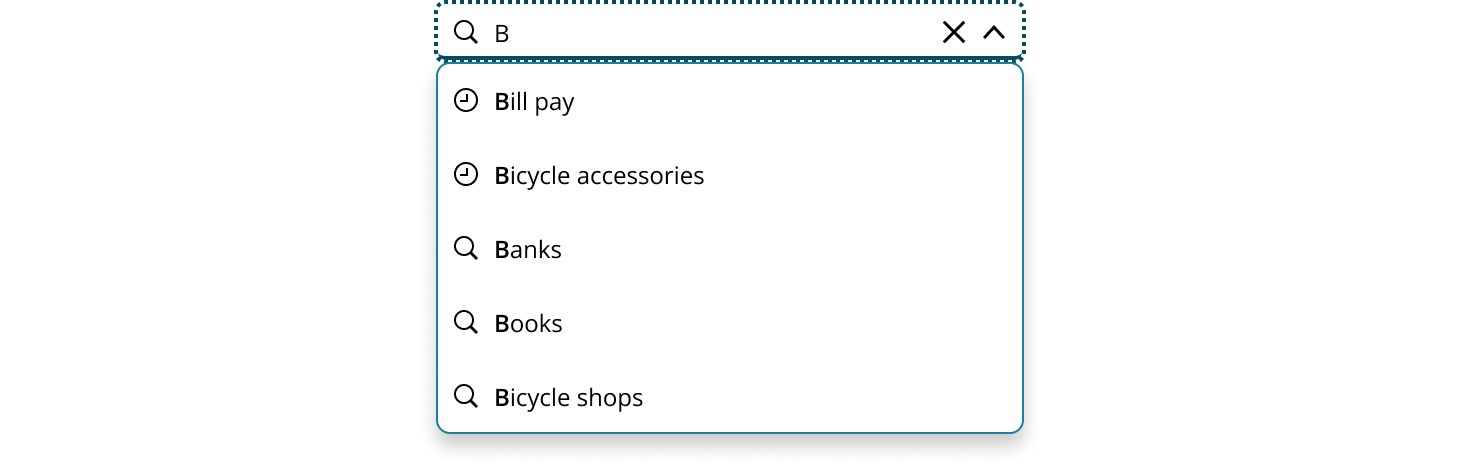 B
Bill pay
Bicycle accessories
Banks
Books
Bicycle shops